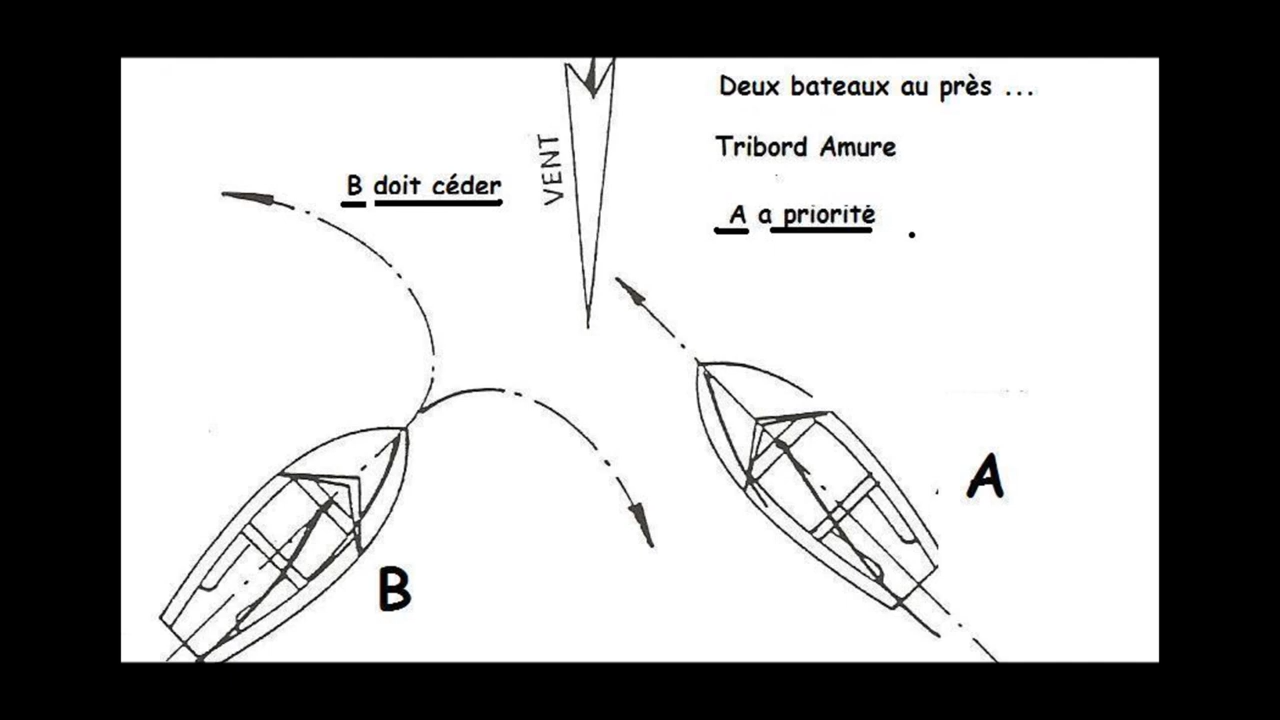 Deux bateaux au près ...
Tribord Amure
B doit céder
A a priorité
VENT
A
B